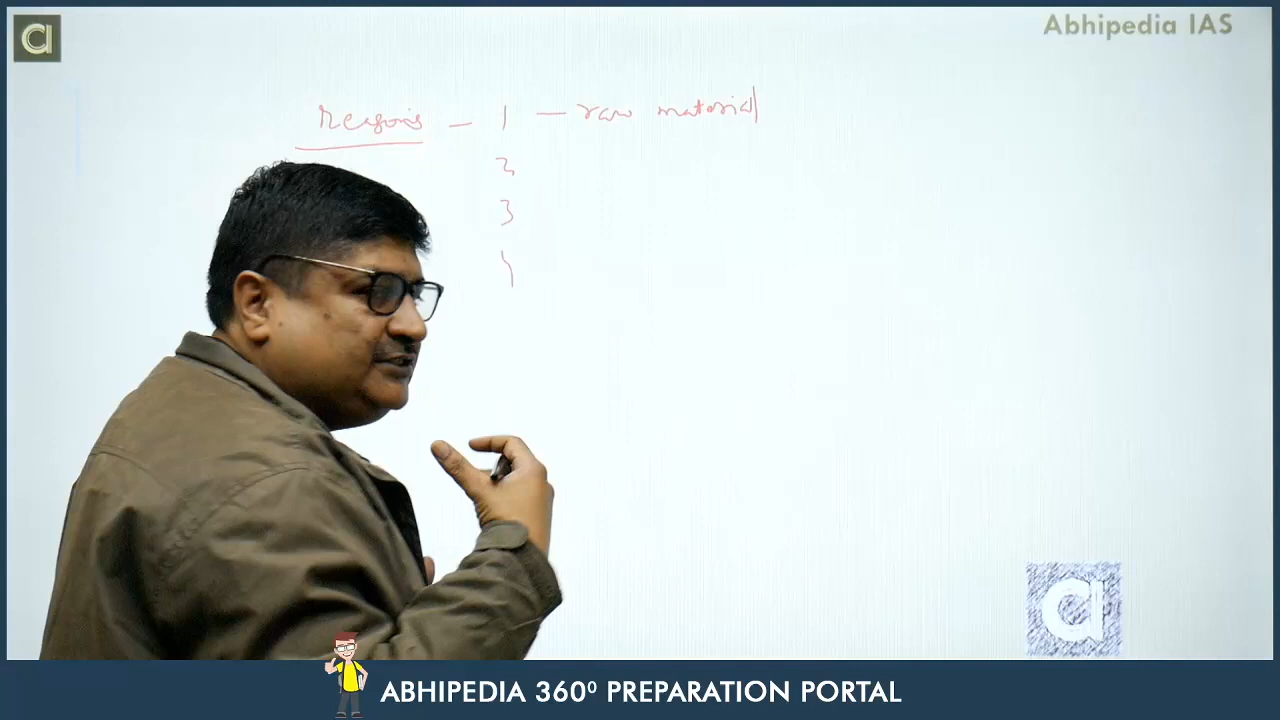 a
Abhipedia IAS
Reasons - 1 - raw material
2
3
4
a
ABHIPEDIA 360⁰ PREPARATION PORTAL